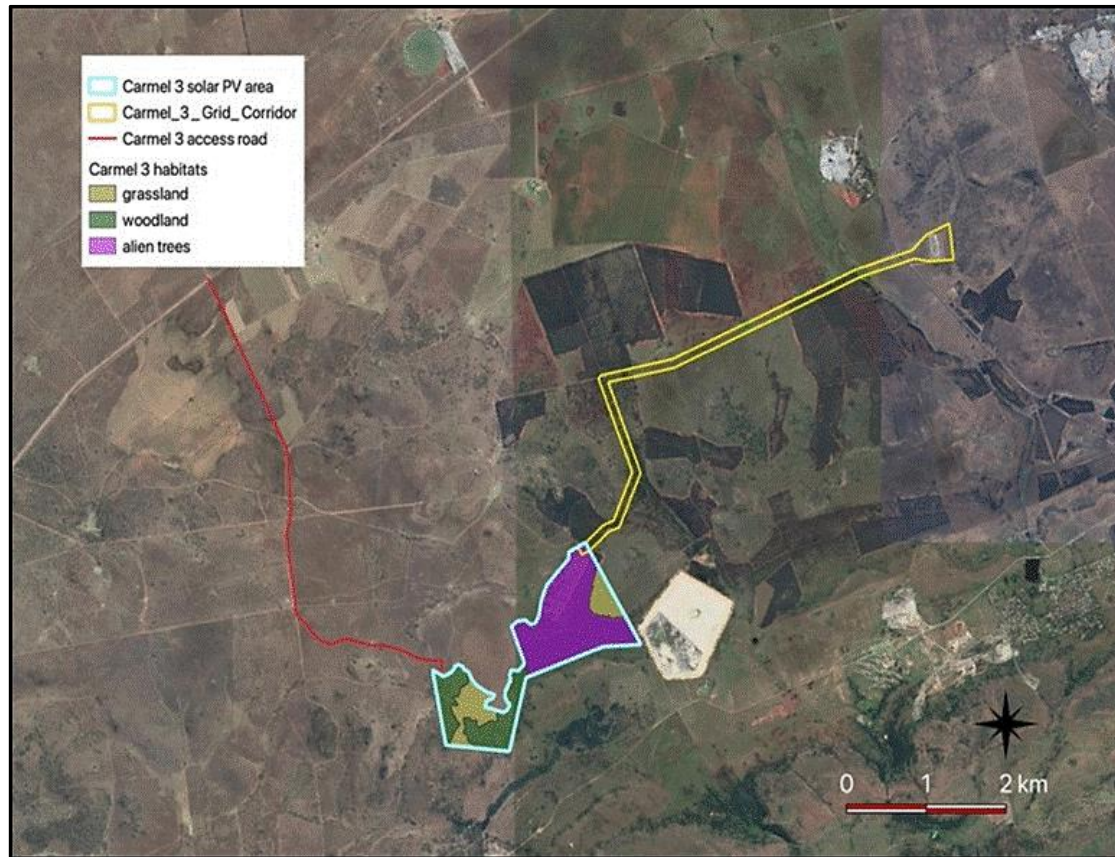 Carmel 3 solar PV area
Carmel_3_Grid_Corridor
Carmel 3 access road
Carmel 3 habitats
grassland
woodland
alien trees
0 1 2 km